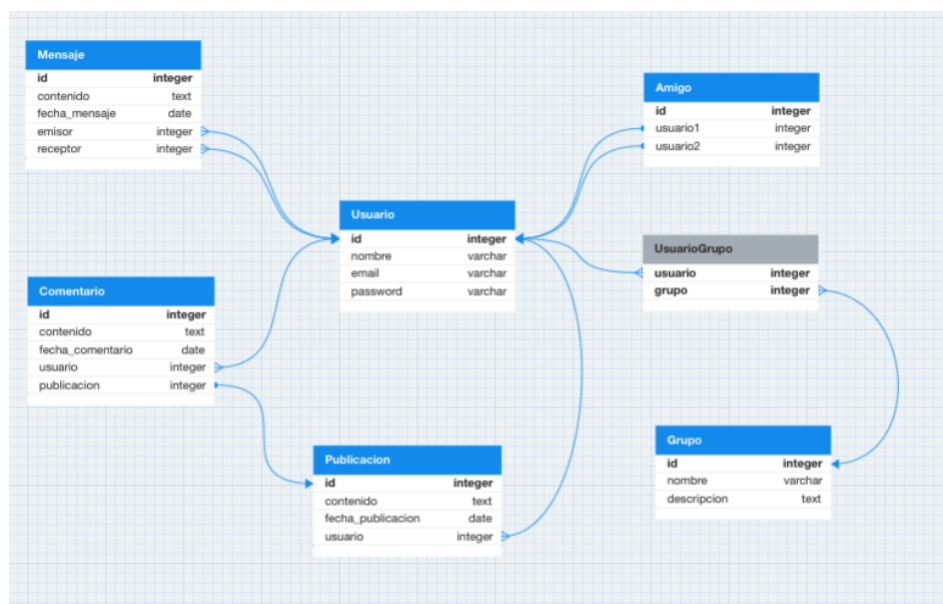 Mensaje
id integer
contenido text
fecha_mensaje date
emisor integer
receptor integer
Amigo
id integer
usuario1 integer
usuario2 integer
Usuario
id integer
nombre varchar
email varchar
password varchar
UsuarioGrupo
usuario integer
grupo integer
Comentario
id integer
contenido text
fecha_comentario date
usuario integer
publicacion integer
Publicacion
id integer
contenido text
fecha_publicacion date
usuario integer
Grupo
id integer
nombre varchar
descripcion text